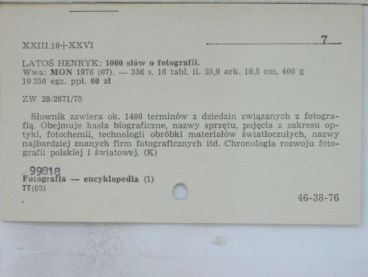 7
XXIII.10+XXVI
LATOŚ HENRYK: 1000 słów o fotografii.
Wwa: MON 1976 (07). — 336 s. 16 tabl. il. 25,9 ark. 19,5 cm, 400 g
10 350 egz. ppł. 60 zł
ZW 29/2871/75
Słownik zawiera ok. 1400 terminów z dziedzin związanych z fotogra-
fią. Obejmuje hasła biograficzne, nazwy sprzętu, pojęcia z zakresu op-
tyki, fotochemii, technologii obróbki materiałów światłoczułych, nazwy
najbardziej znanych firm fotograficznych itd. Chronologia rozwoju foto-
grafii polskiej i światowej. (K)
99818
Fotografia — encyklopedia (1)
77(03)
46-38-76